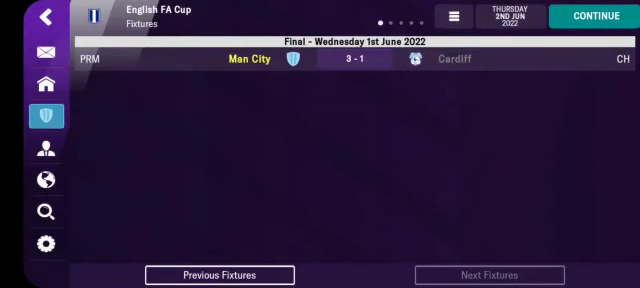 English FA Cup
Fixtures
THURSDAY
2ND JUN
2022
CONTINUE
Final - Wednesday 1st June 2022
PRM Man City 3 - 1 Cardiff CH
Previous Fixtures
Next Fixtures